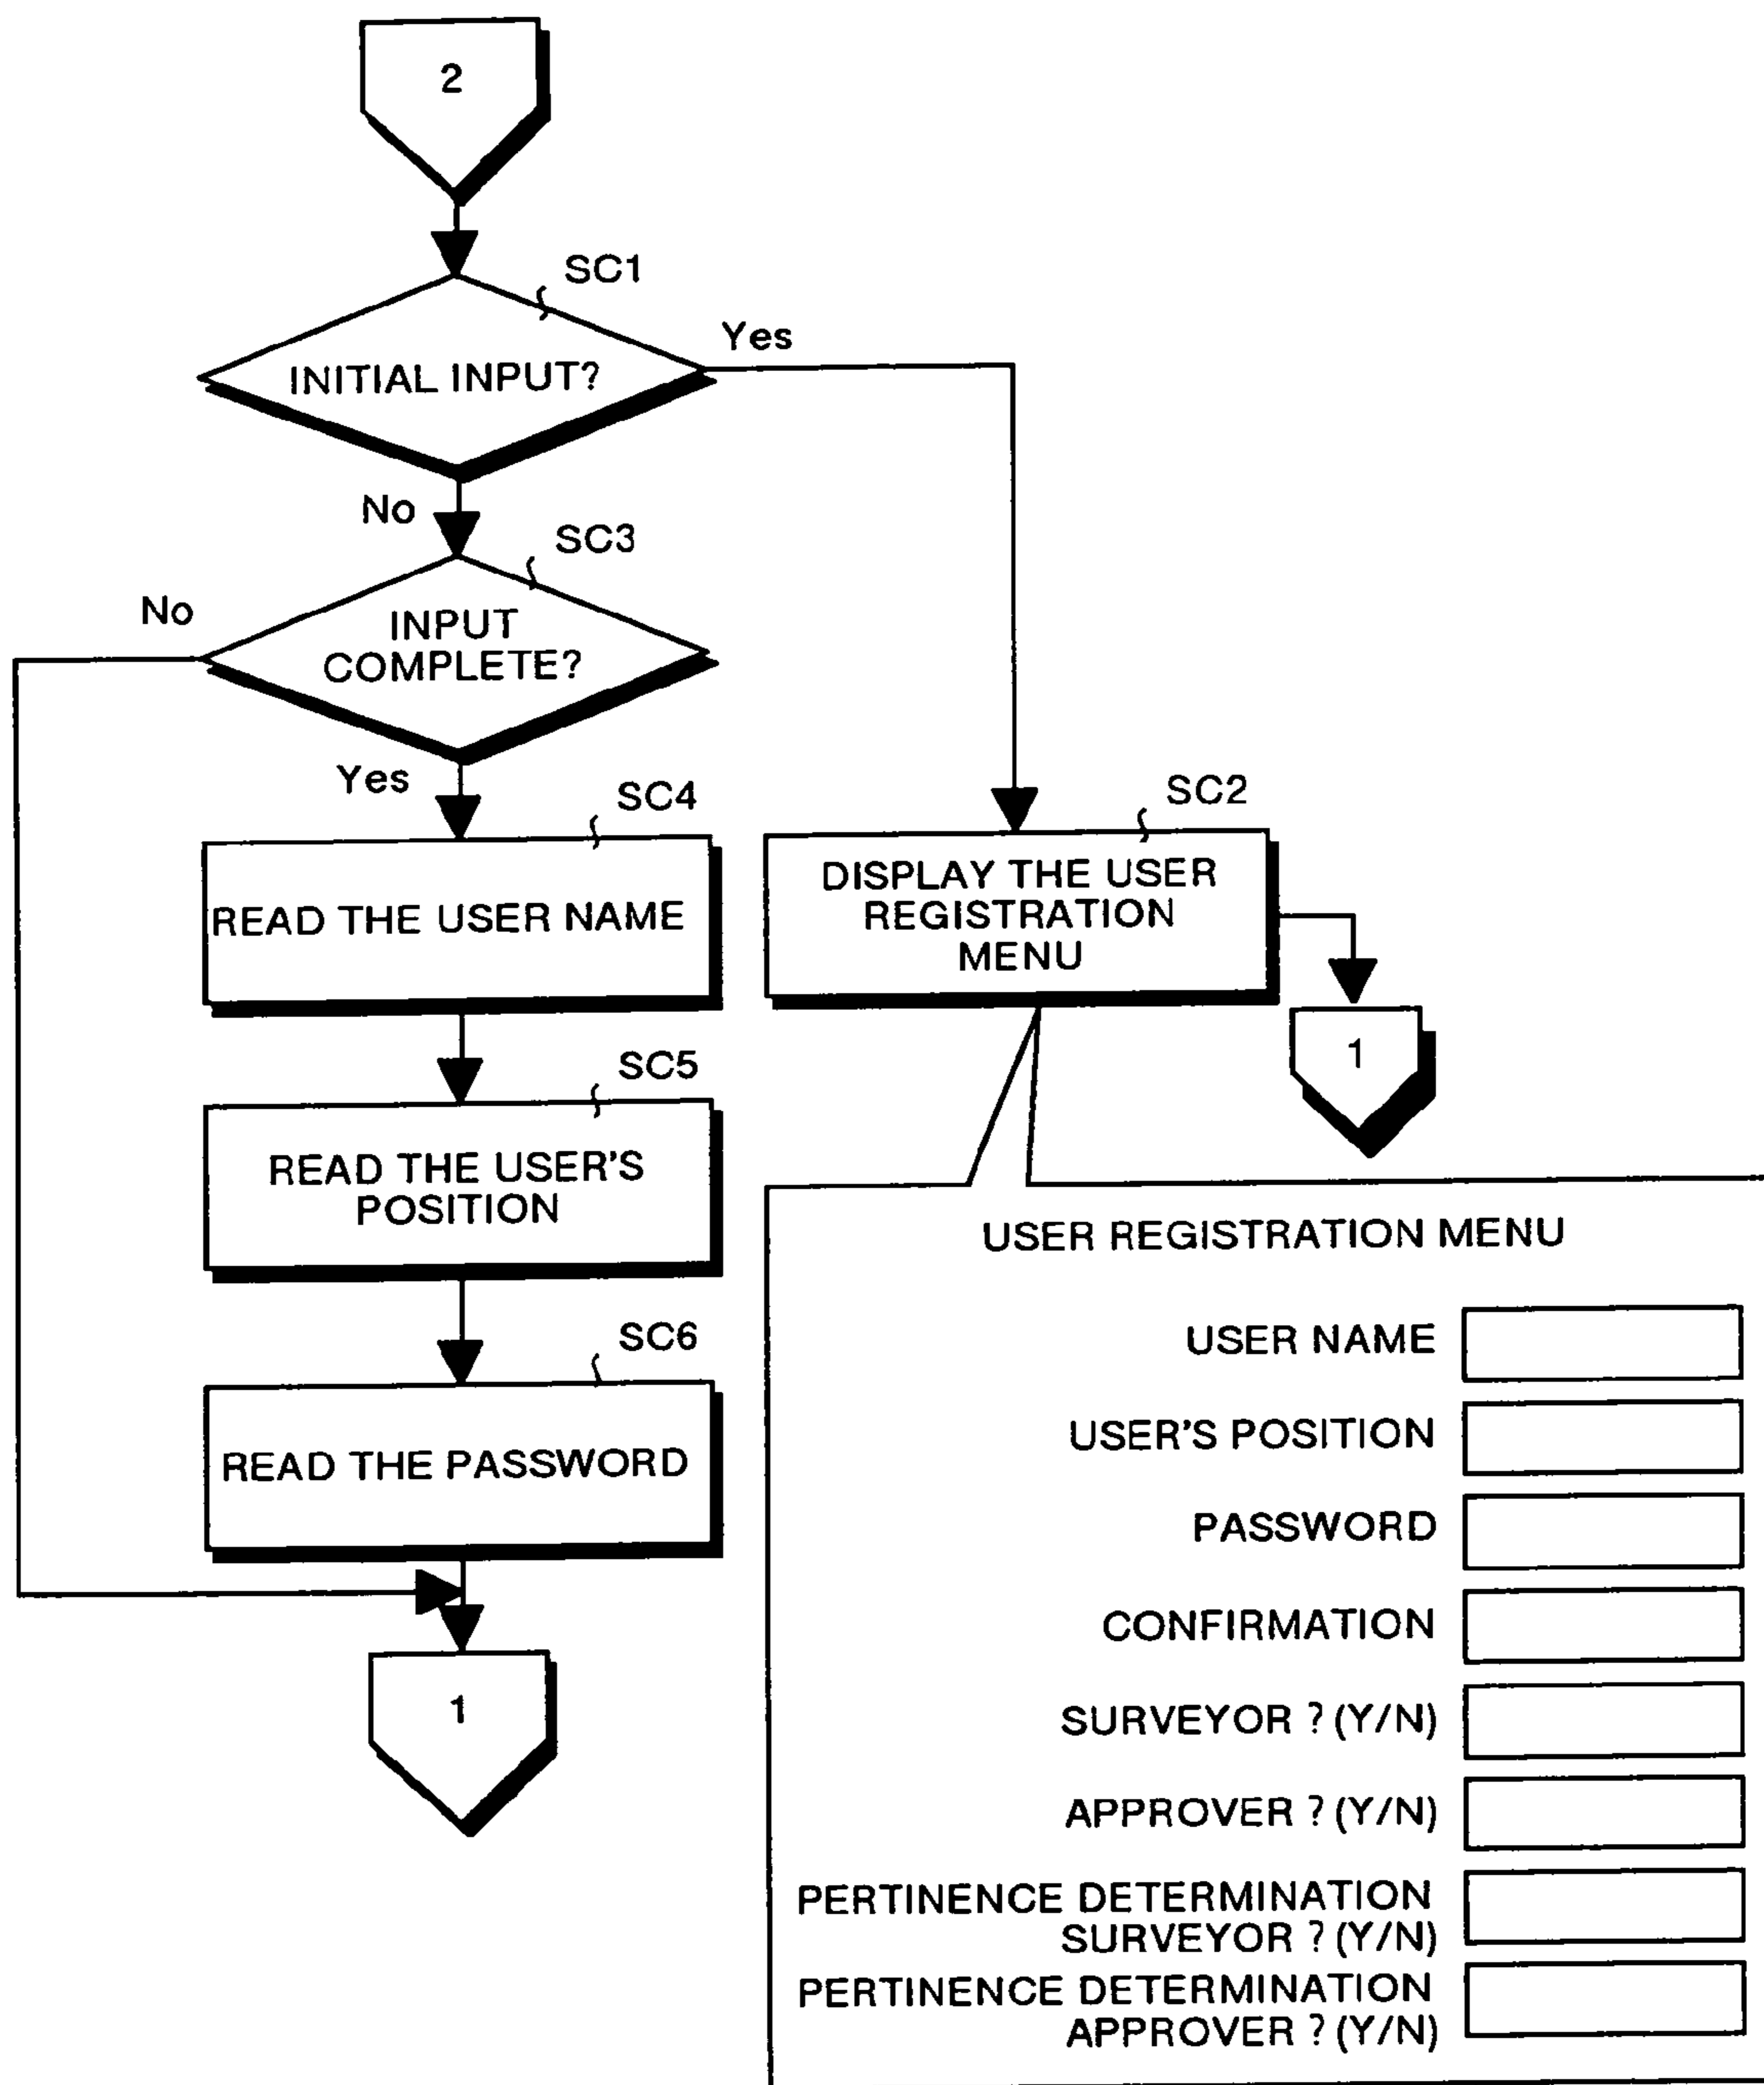 2
SC1
INITIAL INPUT?
Yes
No
SC3
No
INPUT
COMPLETE?
Yes
SC4
READ THE USER NAME
SC2
DISPLAY THE USER
REGISTRATION
MENU
1
SC5
READ THE USER'S
POSITION
SC6
READ THE PASSWORD
1
USER REGISTRATION MENU
USER NAME
USER'S POSITION
PASSWORD
CONFIRMATION
SURVEYOR ? (Y/N)
APPROVER ? (Y/N)
PERTINENCE DETERMINATION
SURVEYOR ? (Y/N)
PERTINENCE DETERMINATION
APPROVER ? (Y/N)